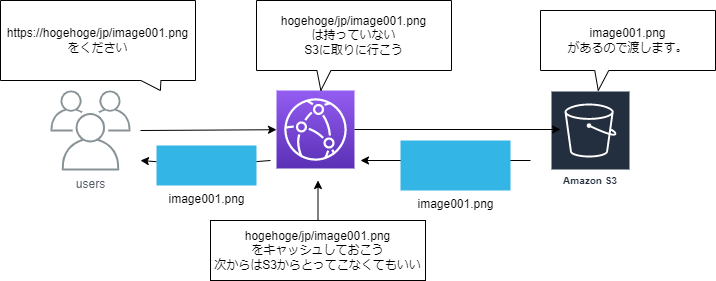 https://hogehoge/jp/image001.png
をください
hogehoge/jp/image001.png
は持っていない
S3に取りに行こう
image001.png
があるので渡します。
users
image001.png
image001.png
Amazon S3
hogehoge/jp/image001.png
をキャッシュしておこう
次からはS3からとってこなくてもいい